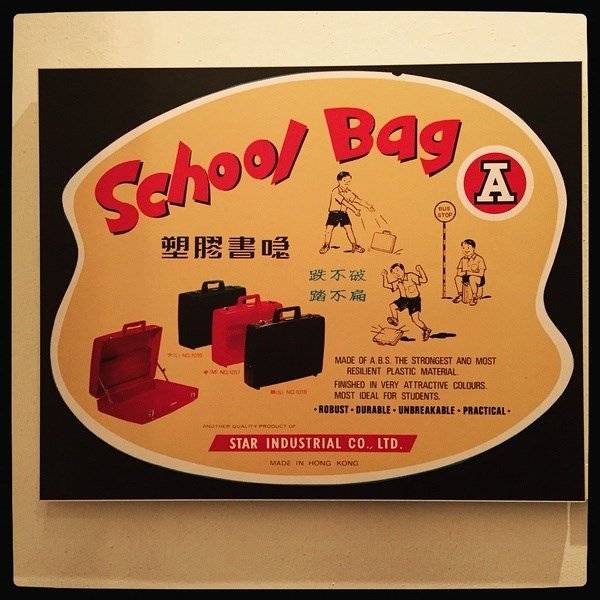 School Bag
A
BUS STOP
塑膠書喼
跌不破
踏不扁
MADE OF A.B.S. THE STRONGEST AND MOST
RESILIENT PLASTIC MATERIAL.
FINISHED IN VERY ATTRACTIVE COLOURS.
MOST IDEAL FOR STUDENTS.
• ROBUST • DURABLE • UNBREAKABLE • PRACTICAL •
ANOTHER QUALITY PRODUCT OF
STAR INDUSTRIAL CO., LTD.
MADE IN HONG KONG